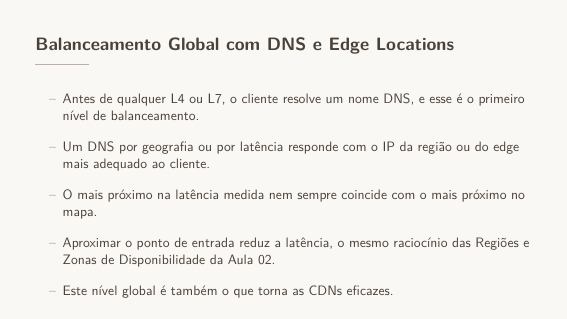 Balanceamento Global com DNS e Edge Locations
– Antes de qualquer L4 ou L7, o cliente resolve um nome DNS, e esse é o primeiro
nível de balanceamento.
– Um DNS por geografia ou por latência responde com o IP da região ou do edge
mais adequado ao cliente.
– O mais próximo na latência medida nem sempre coincide com o mais próximo no
mapa.
– Aproximar o ponto de entrada reduz a latência, o mesmo raciocínio das Regiões e
Zonas de Disponibilidade da Aula 02.
– Este nível global é também o que torna as CDNs eficazes.